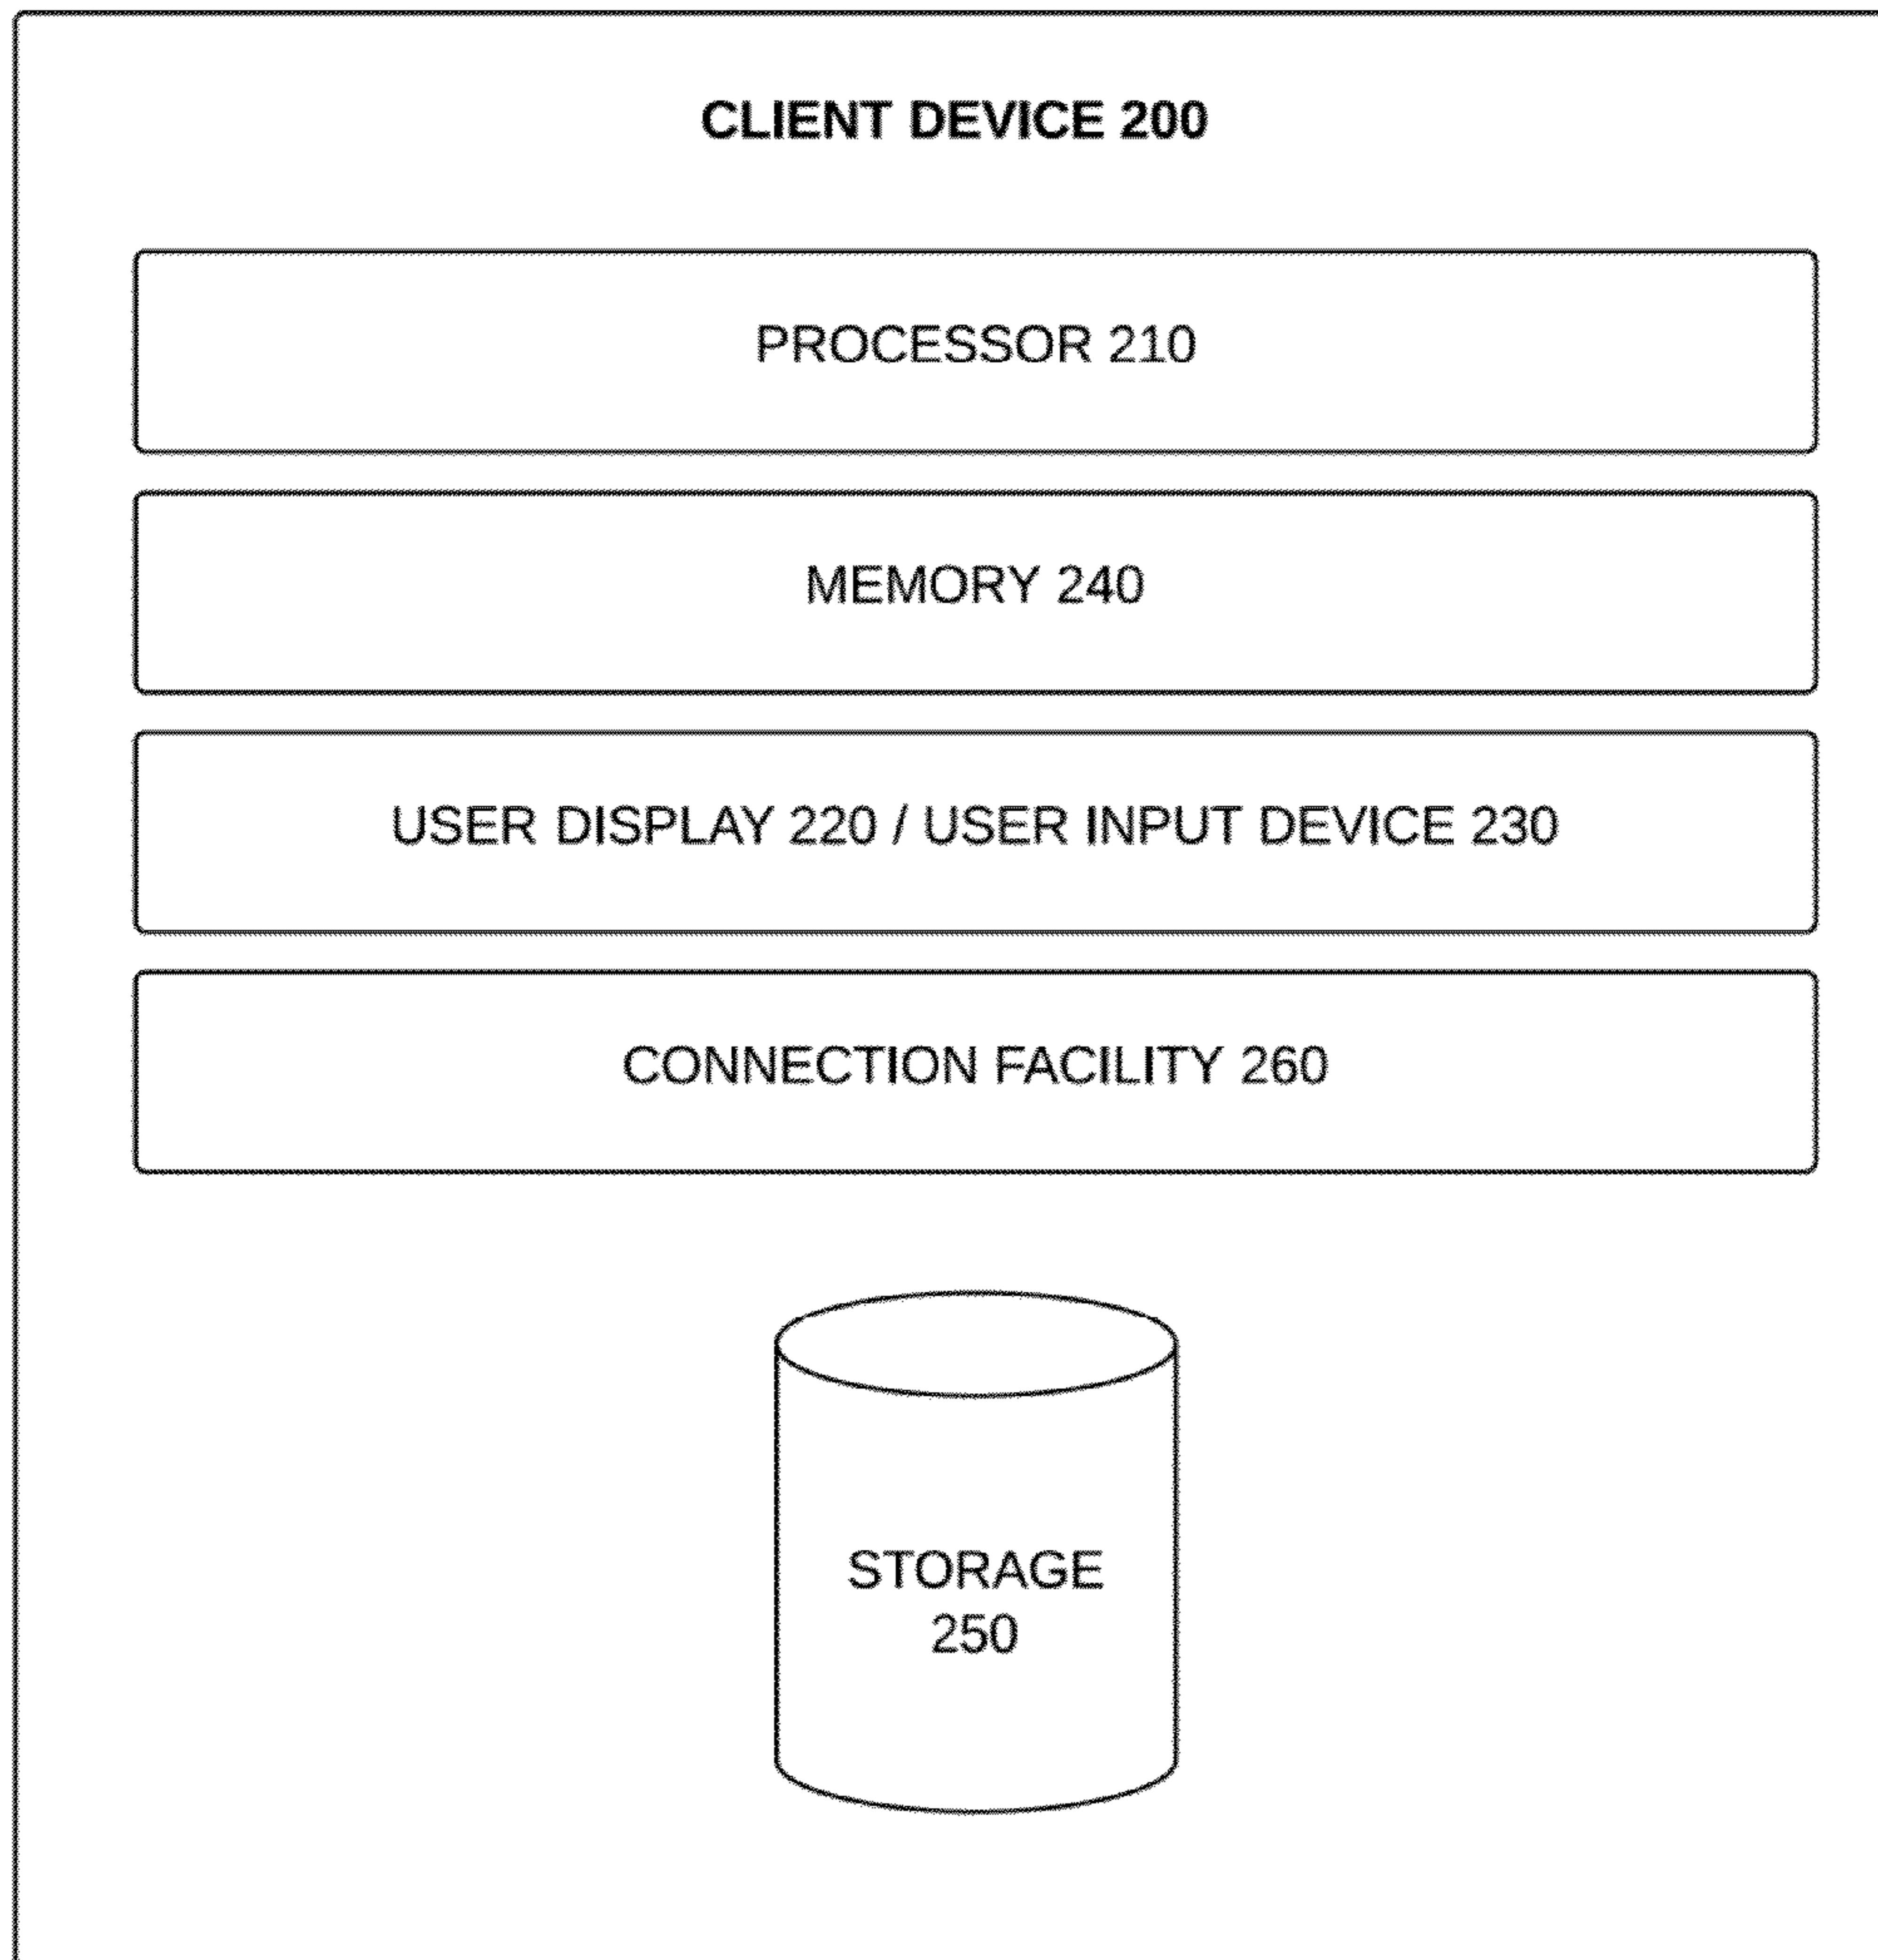 CLIENT DEVICE 200
PROCESSOR 210
MEMORY 240
USER DISPLAY 220 / USER INPUT DEVICE 230
CONNECTION FACILITY 260
STORAGE
250